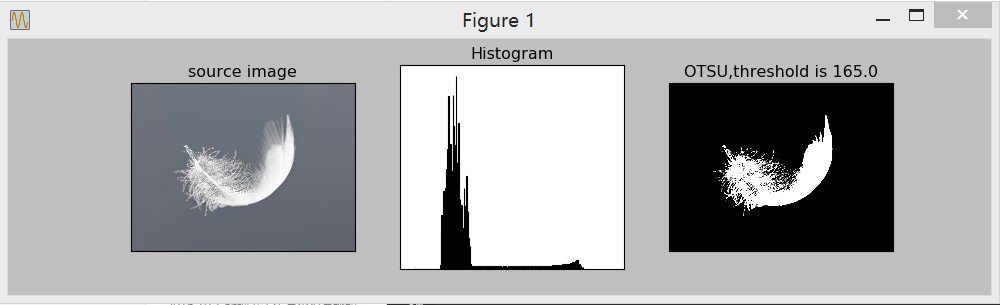 Figure 1
source image
Histogram
OTSU,threshold is 165.0